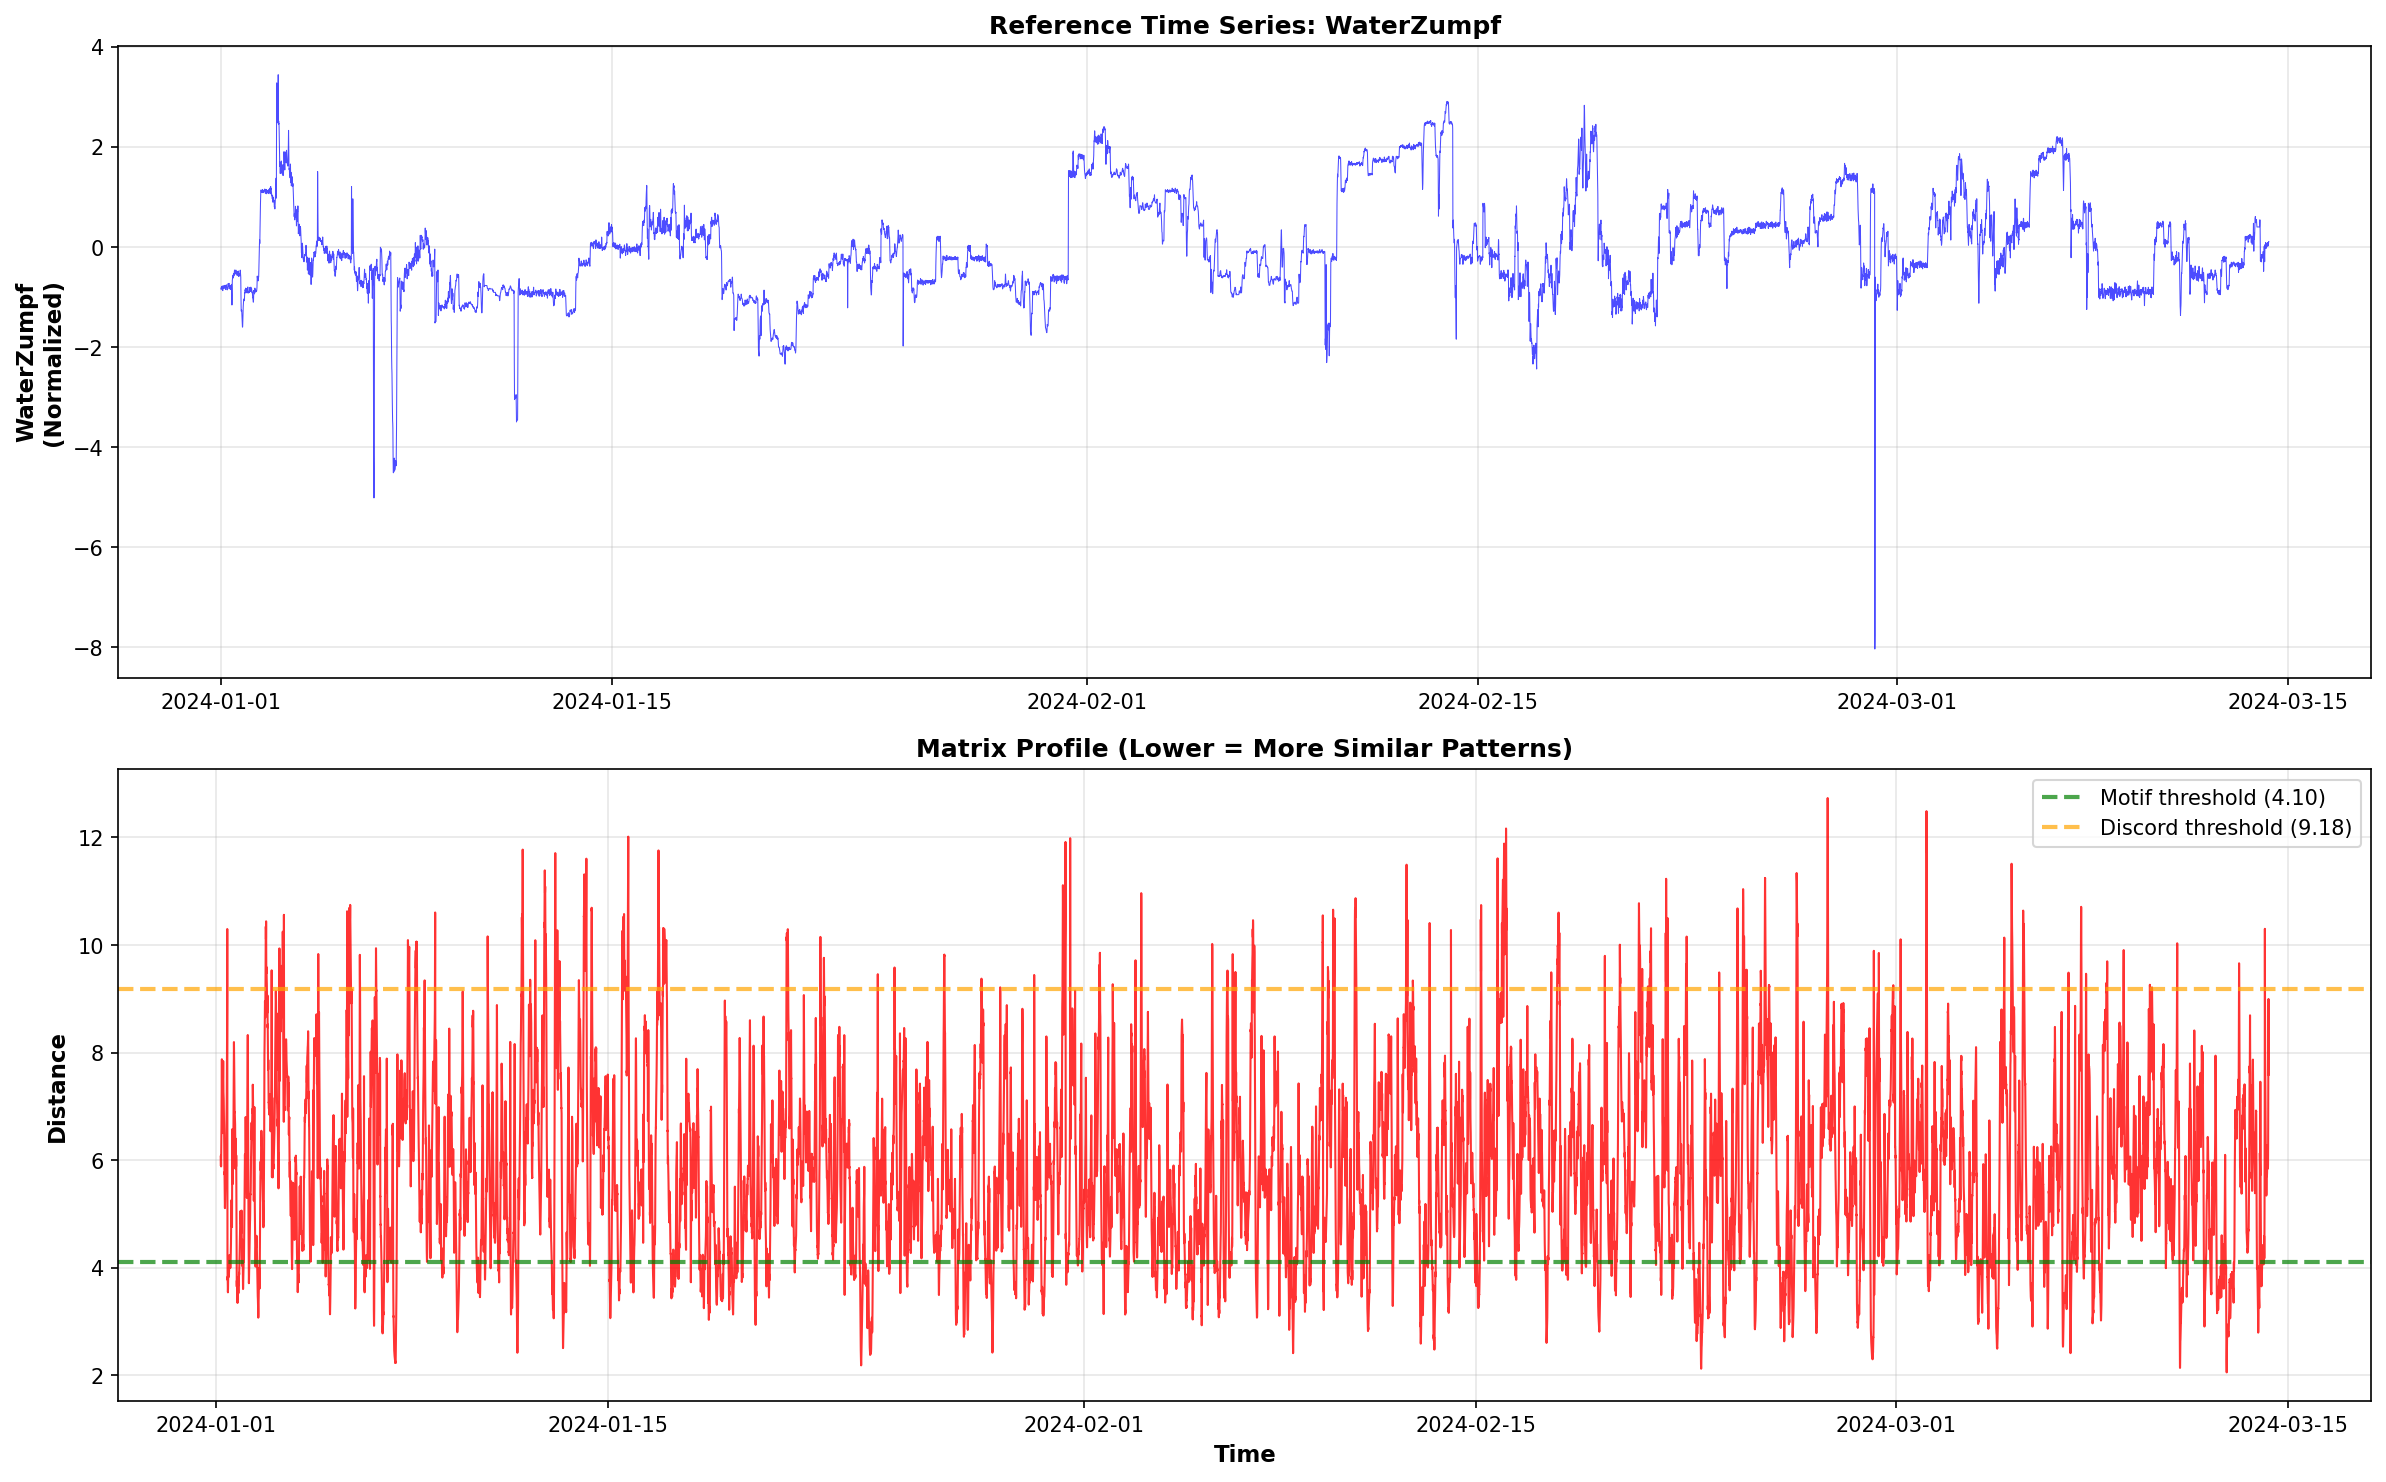 Reference Time Series: WaterZumpf
WaterZumpf
(Normalized)
4
2
0
−2
−4
−6
−8
2024-01-01 2024-01-15 2024-02-01 2024-02-15 2024-03-01 2024-03-15
Matrix Profile (Lower = More Similar Patterns)
Motif threshold (4.10)
Discord threshold (9.18)
Distance
12
10
8
6
4
2
2024-01-01 2024-01-15 2024-02-01 2024-02-15 2024-03-01 2024-03-15
Time